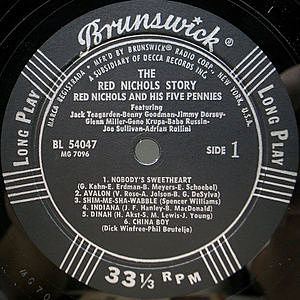 Brunswick
MARCA REGISTRADA • MF'D BY BRUNSWICK® RADIO CORP., NEW YORK, U.S.A.
A SUBSIDIARY OF DECCA RECORDS INC.
THE
RED NICHOLS STORY
RED NICHOLS AND HIS FIVE PENNIES
Featuring
Jack Teagarden-Benny Goodman-Jimmy Dorsey-
Glenn Miller-Gene Krupa-Babe Russin-
Joe Sullivan-Adrian Rollini
BL 54047
MG 7096
SIDE 1
LONG PLAY
LONG PLAY
1. NOBODY'S SWEETHEART
(G. Kahn-E. Erdman-B. Meyers-E. Schoebel)
2. AVALON (V. Rose-A. Jolson-B. G. DeSylva)
3. SHIM-ME-SHA-WABBLE (Spencer Williams)
4. INDIANA (J. F. Hanley-B. MacDonald)
5. DINAH (H. Akst-S. M. Lewis-J. Young)
6. CHINA BOY
(Dick Winfree-Phil Boutelje)
33⅓ RPM